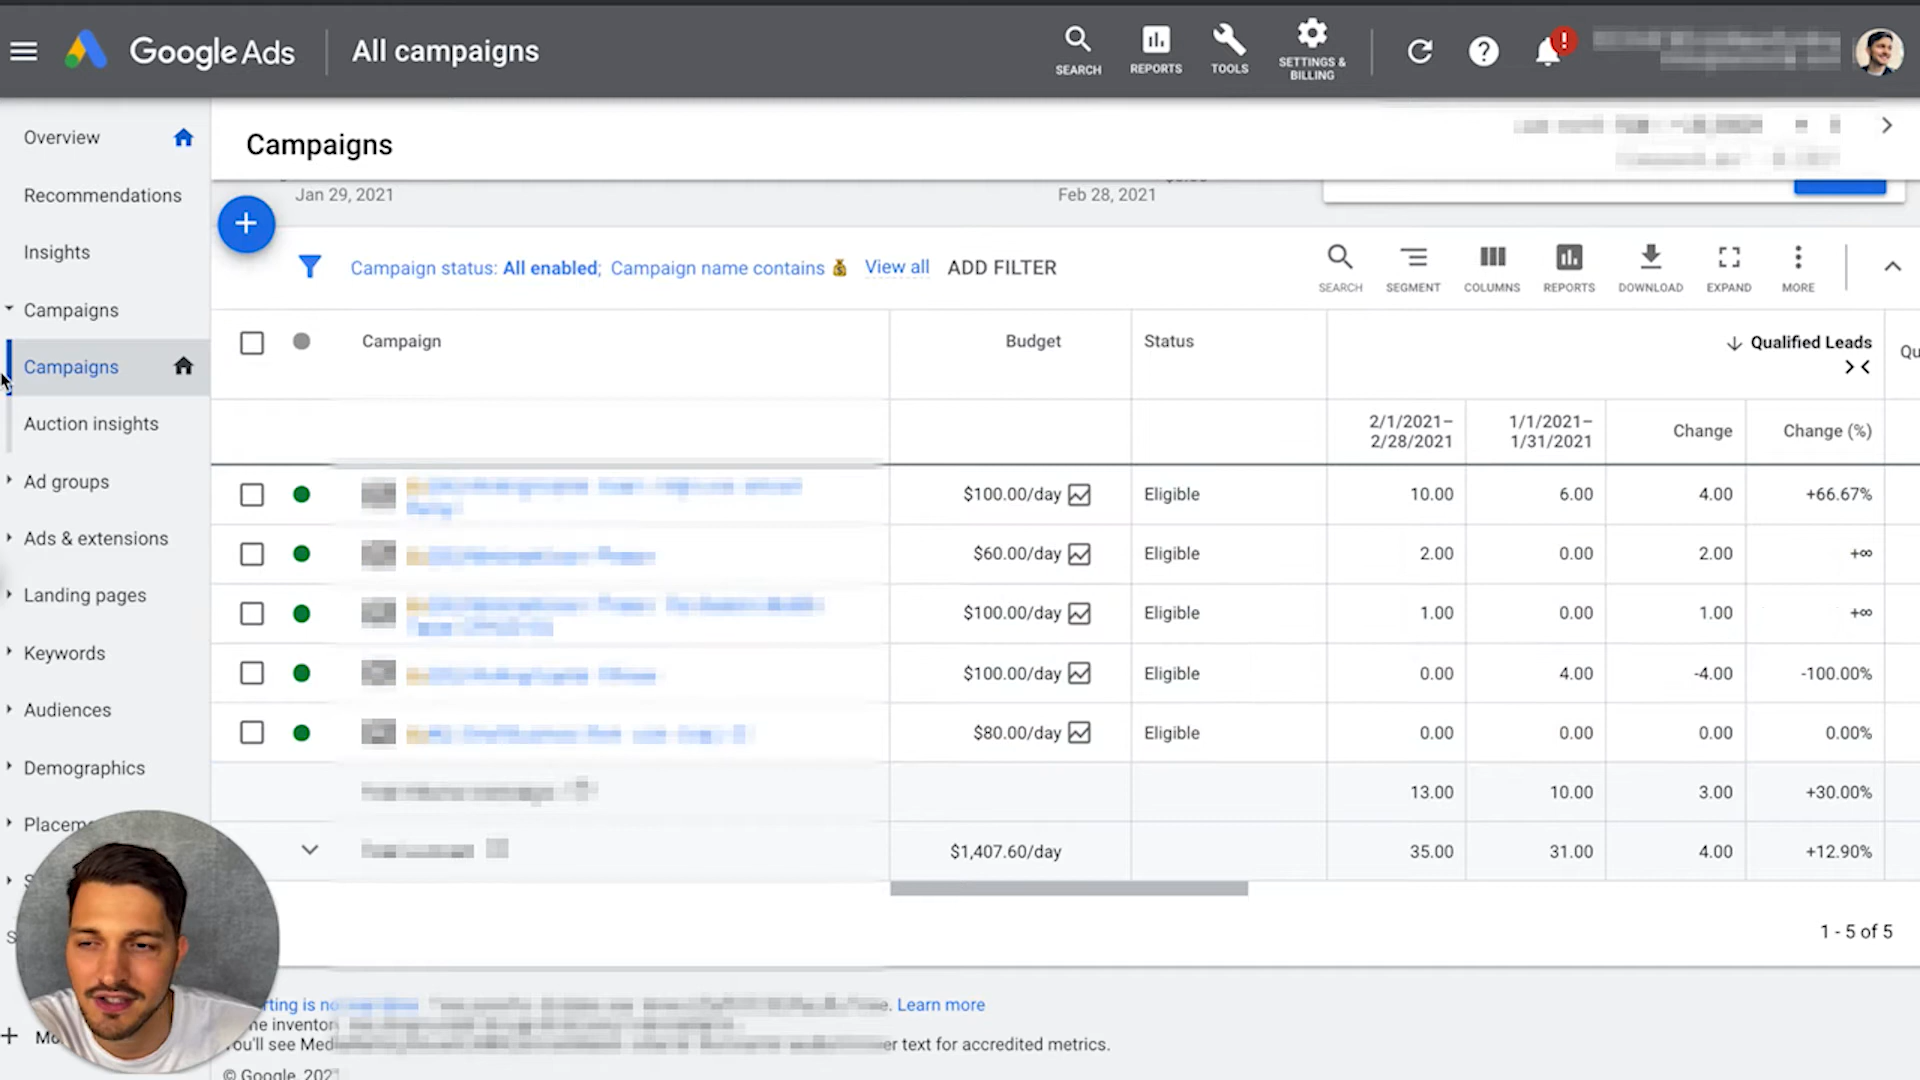 Google Ads
All campaigns
SEARCH
REPORTS
TOOLS
SETTINGS &
BILLING
Overview
Recommendations
Insights
Campaigns
Campaigns
Auction insights
Ad groups
Ads & extensions
Landing pages
Keywords
Audiences
Demographics
Campaigns
Jan 29, 2021
Feb 28, 2021
Campaign status: All enabled; Campaign name contains 💰 View all ADD FILTER
SEARCH
SEGMENT
COLUMNS
REPORTS
DOWNLOAD
EXPAND
MORE
Campaign Budget Status Qualified Leads
2/1/2021–
2/28/2021
1/1/2021–
1/31/2021
Change
Change (%)
$100.00/day Eligible 10.00 6.00 4.00 +66.67%
$60.00/day Eligible 2.00 0.00 2.00 +∞
$100.00/day Eligible 1.00 0.00 1.00 +∞
$100.00/day Eligible 0.00 4.00 -4.00 -100.00%
$80.00/day Eligible 0.00 0.00 0.00 0.00%
13.00 10.00 3.00 +30.00%
$1,407.60/day 35.00 31.00 4.00 +12.90%
1 - 5 of 5
Learn more
text for accredited metrics.
© Google,